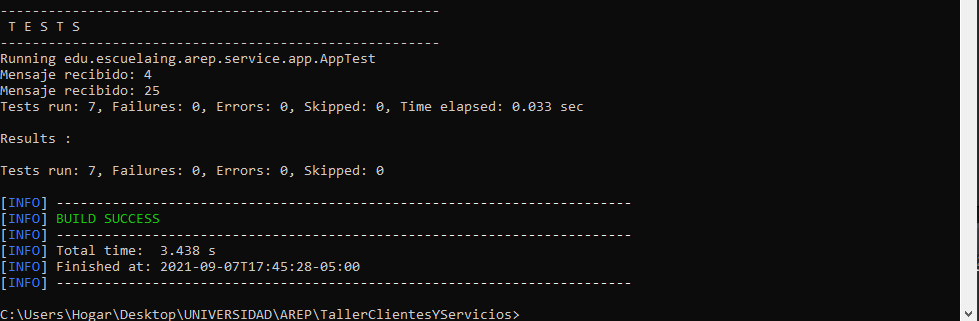 -------------------------------------------------------
 T E S T S
-------------------------------------------------------
Running edu.escuelaing.arep.service.app.AppTest
Mensaje recibido: 4
Mensaje recibido: 25
Tests run: 7, Failures: 0, Errors: 0, Skipped: 0, Time elapsed: 0.033 sec

Results :

Tests run: 7, Failures: 0, Errors: 0, Skipped: 0

[INFO] ------------------------------------------------------------------------
[INFO] BUILD SUCCESS
[INFO] ------------------------------------------------------------------------
[INFO] Total time:  3.438 s
[INFO] Finished at: 2021-09-07T17:45:28-05:00
[INFO] ------------------------------------------------------------------------

C:\Users\Hogar\Desktop\UNIVERSIDAD\AREP\TallerClientesYServicios>